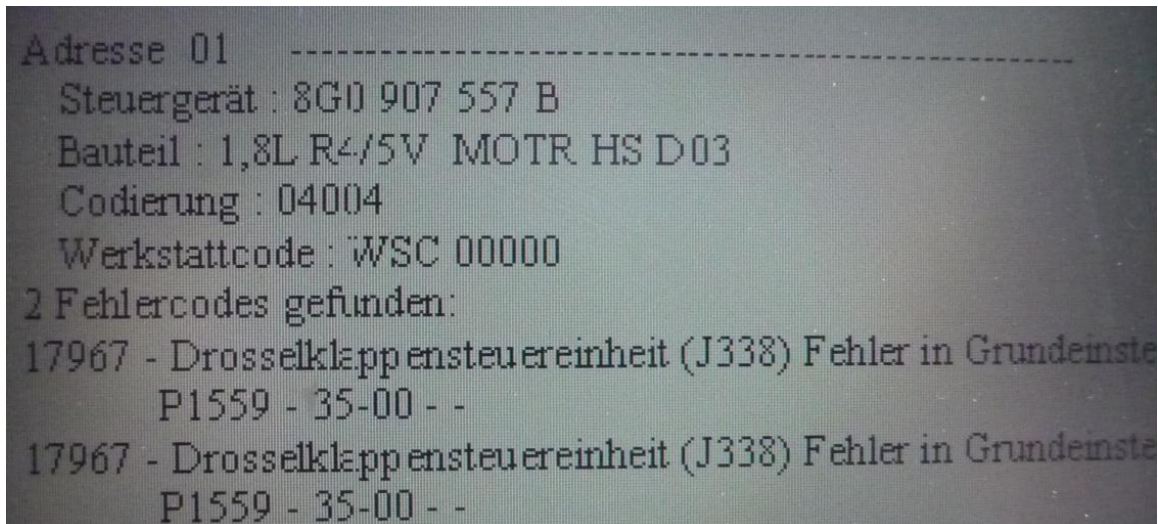 Adresse 01 --------------------------------------------------------------
Steuergerät : 8G0 907 557 B
Bauteil : 1,8L R4/5V MOTR HS D03
Codierung : 04004
Werkstattcode : WSC 00000
2 Fehlercodes gefunden:
17967 - Drosselklappensteuereinheit (J338) Fehler in Grundeinste
P1559 - 35-00 - -
17967 - Drosselklappensteuereinheit (J338) Fehler in Grundeinste
P1559 - 35-00 - -